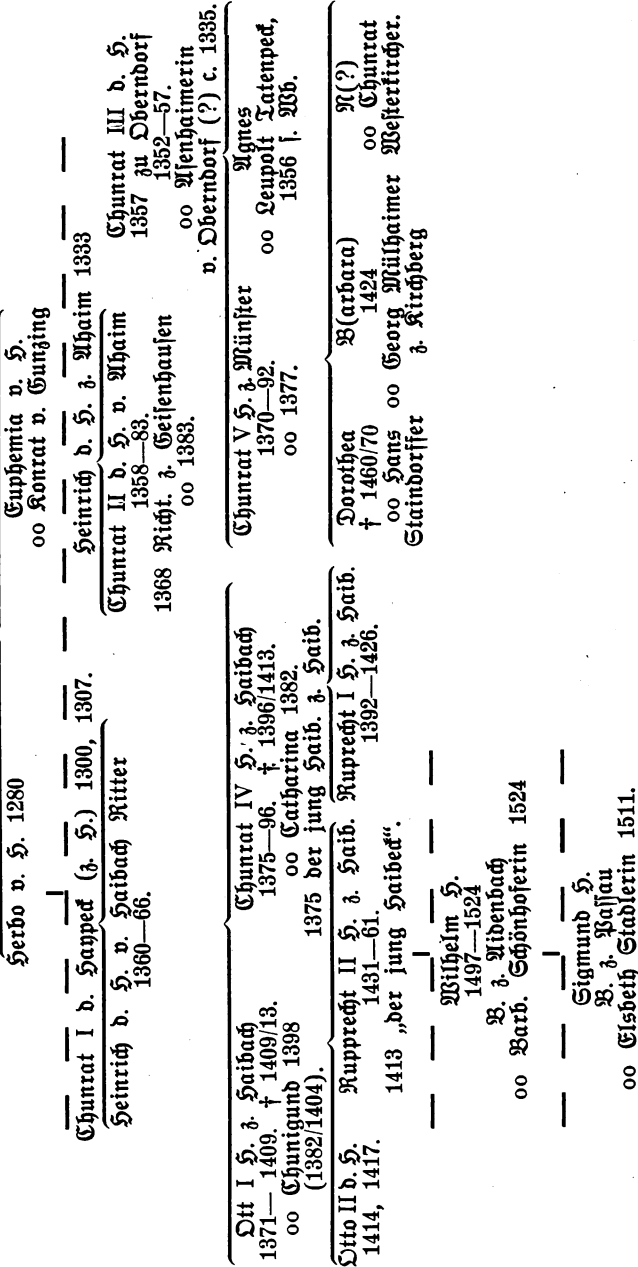 Herbo v. H. 1280
Euphemia v. H.
oo Konrat v. Gunzing
Chunrat I d. Haypeck (z. H.) 1300, 1307.
Heinrich d. H. z. Ahaim 1333
Heinrich d. H. v. Haibach Ritter
1360—66.
Chunrat II d. H. v. Ahaim
1358—83.
1368 Richt. z. Geisenhausen
oo 1383.
Chunrat III d. H.
1357 zu Oberndorf
1352—57.
oo Asenhaimerin
v. Oberndorf (?) c. 1335.
Ott I H. z. Haibach
1371— 1409. † 1409/13.
oo Chunigund 1398
(1382/1404).
Chunrat IV H. z. Haibach
1375—96. † 1396/1413.
oo Catharina 1382.
1375 der jung Haib. z. Haib.
Chunrat V H. z. Münster
1370—92.
oo 1377.
Agnes
oo Leupolt Tatenpeck,
1356 s. Wb.
Otto II d. H.
1414, 1417.
Rupprecht II H. z. Haib.
1431—61.
1413 „der jung Haibeck“.
Ruprecht I H. z. Haib.
1392—1426.
Dorothea
† 1460/70
oo Hans
Staindorffer
B(arbara)
1424
oo Georg Mülhaimer
z. Kirchberg
N(?)
oo Chunrat
Westerkircher.
Wilhelm H.
1497—1524
B. z. Aidenbach
oo Barb. Schönhoferin 1524
Sigmund H.
B. z. Passau
oo Elsbeth Stadlerin 1511.